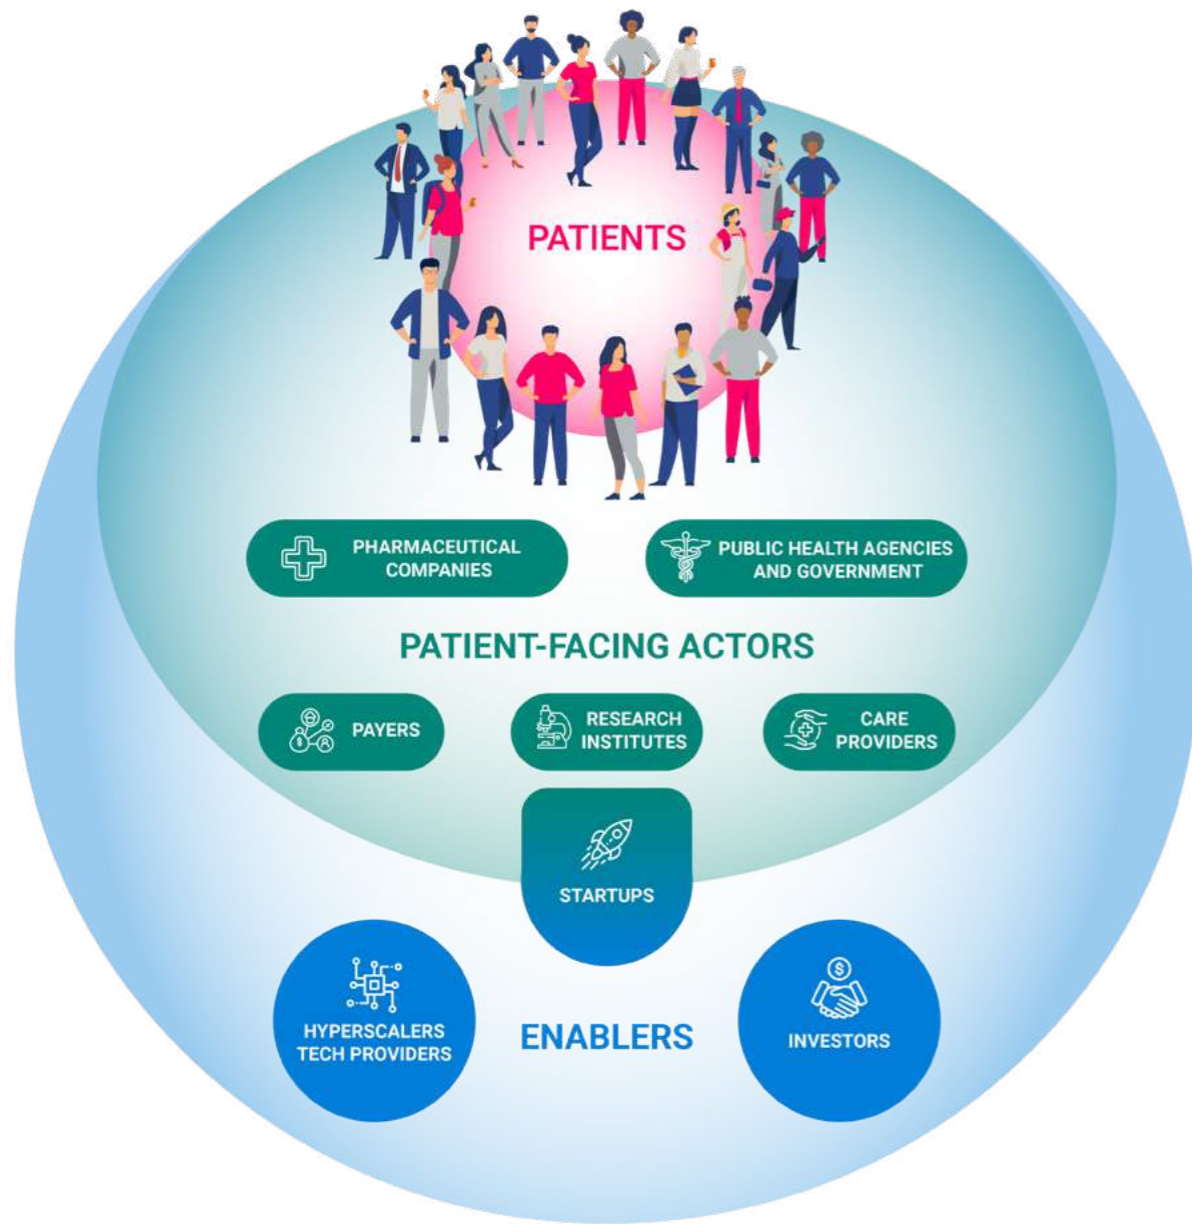 PATIENTS
PHARMACEUTICAL
COMPANIES
PUBLIC HEALTH AGENCIES
AND GOVERNMENT
PATIENT-FACING ACTORS
PAYERS
RESEARCH
INSTITUTES
CARE
PROVIDERS
STARTUPS
HYPERSCALERS
TECH PROVIDERS
ENABLERS
INVESTORS